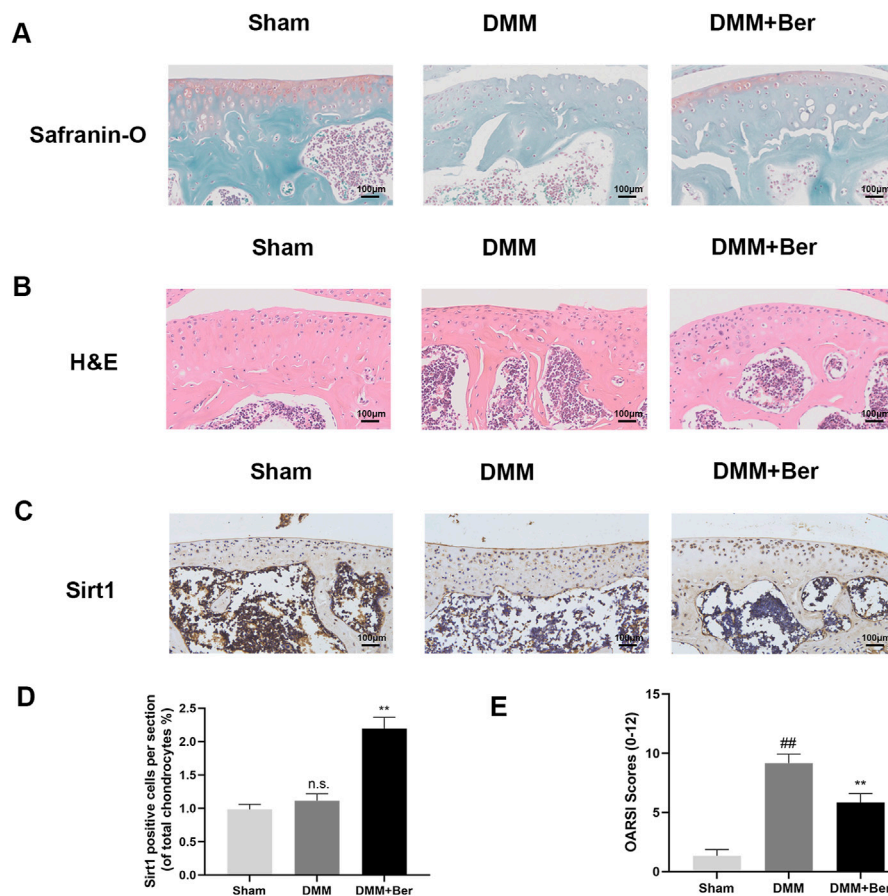 A
Sham
DMM
DMM+Ber
Safranin-O
100μm
100μm
100μm
Sham
DMM
DMM+Ber
B
H&E
100μm
100μm
100μm
Sham
DMM
DMM+Ber
C
Sirt1
100μm
100μm
100μm
D
Sirt1 positive cells per section
(of total chondrocytes %)
2.5
2.0
1.5
1.0
0.5
0.0
n.s.
**
Sham
DMM
DMM+Ber
E
OARSI Scores (0-12)
15
10
5
0
##
**
Sham
DMM
DMM+Ber